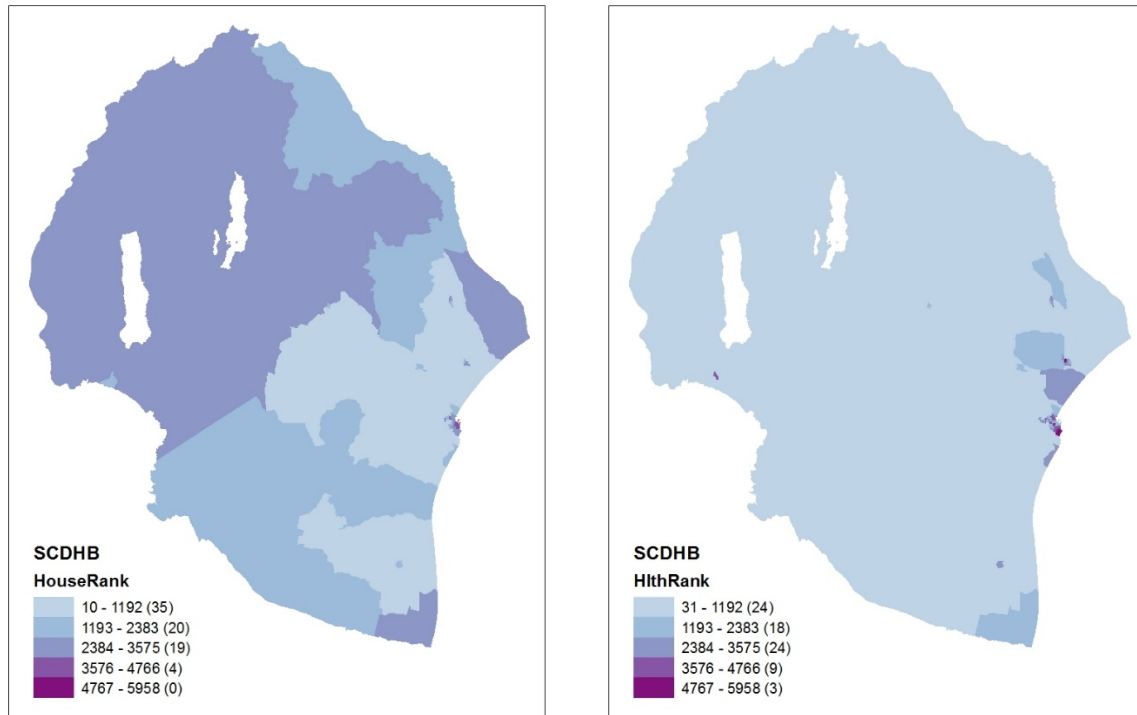 SCDHB
HouseRank
10 - 1192 (35)
1193 - 2383 (20)
2384 - 3575 (19)
3576 - 4766 (4)
4767 - 5958 (0)
SCDHB
HlthRank
31 - 1192 (24)
1193 - 2383 (18)
2384 - 3575 (24)
3576 - 4766 (9)
4767 - 5958 (3)